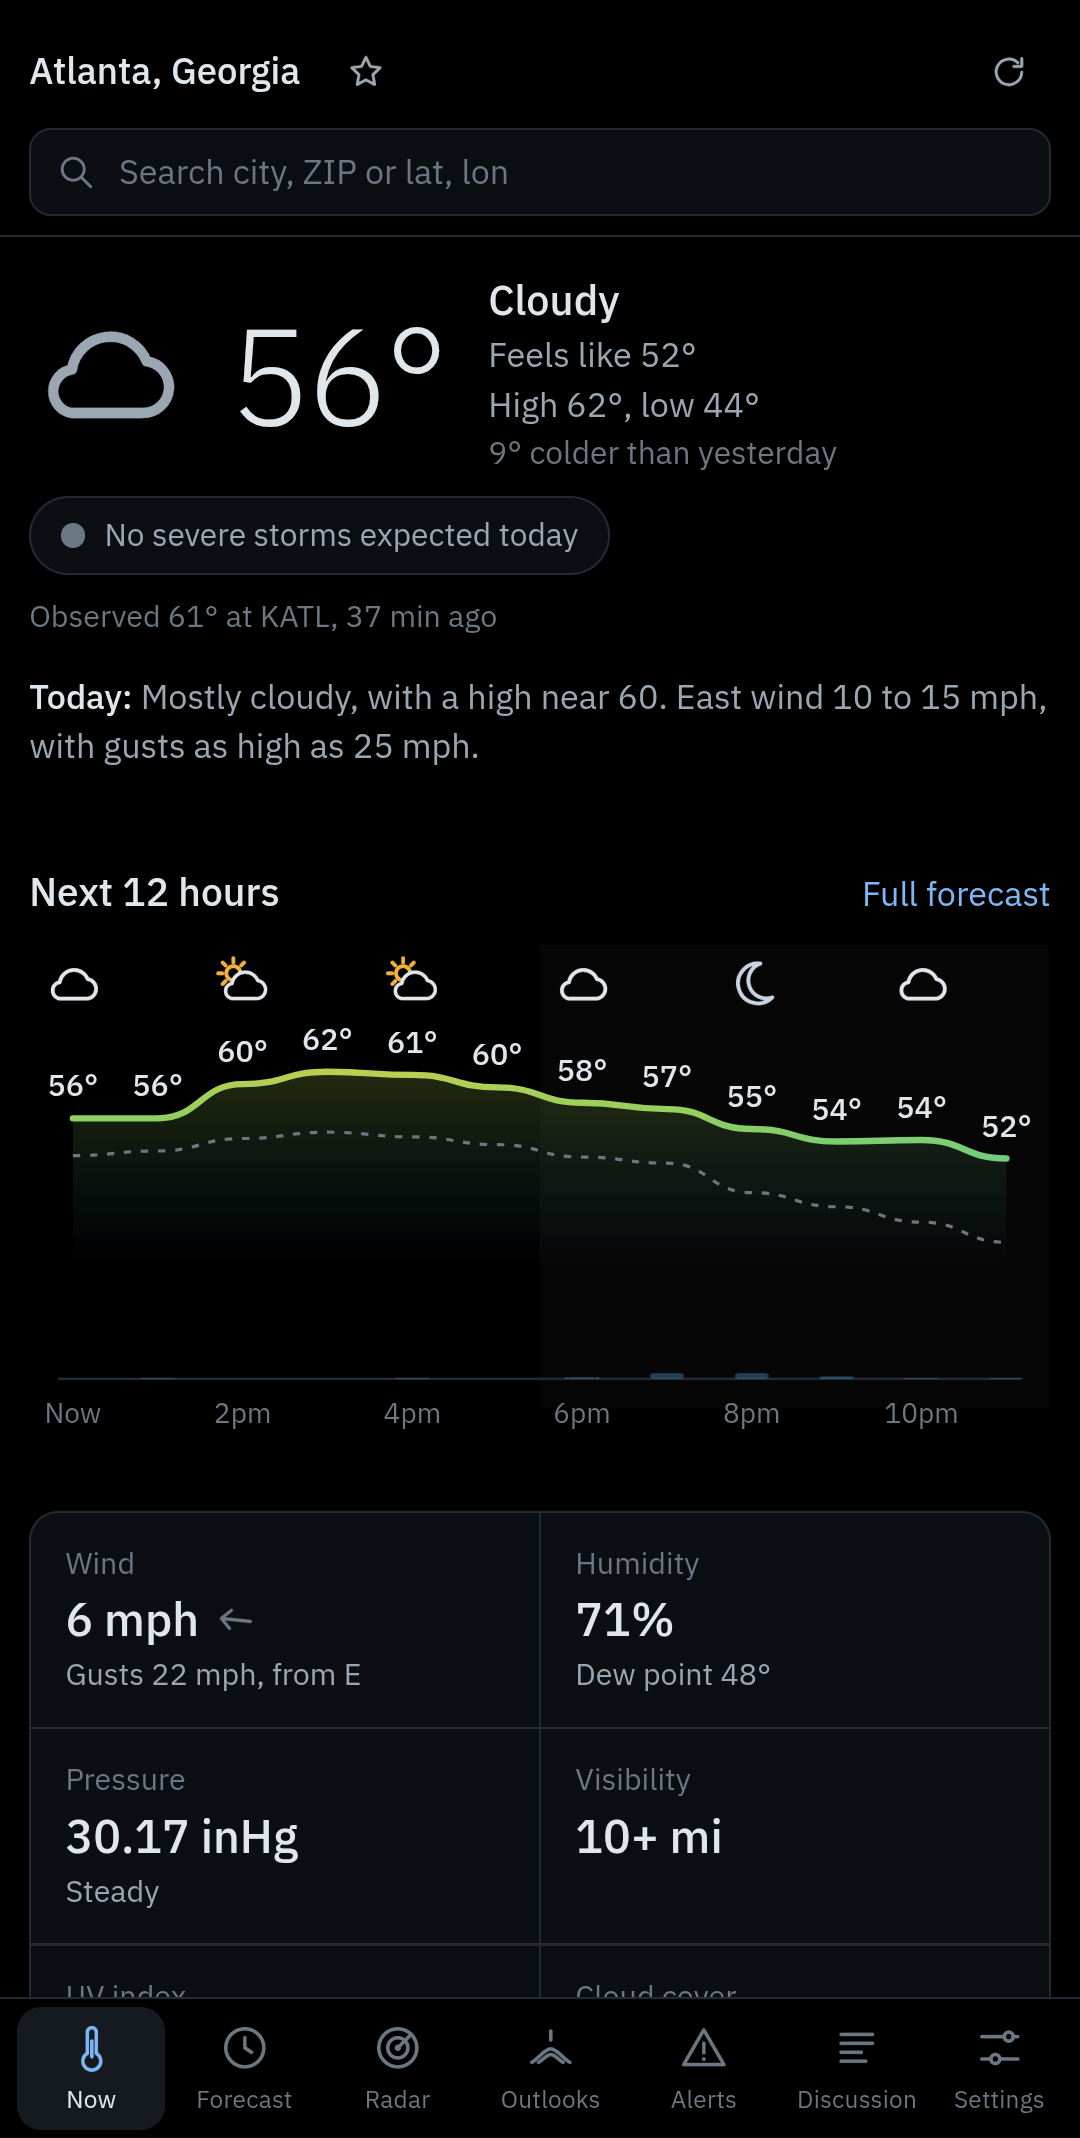 Atlanta, Georgia
Search city, ZIP or lat, lon
56°
Cloudy
Feels like 52°
High 62°, low 44°
9° colder than yesterday
No severe storms expected today
Observed 61° at KATL, 37 min ago
Today: Mostly cloudy, with a high near 60. East wind 10 to 15 mph,
with gusts as high as 25 mph.
Next 12 hours
Full forecast
56° 56° 60° 62° 61° 60° 58° 57° 55° 54° 54° 52°
Now 2pm 4pm 6pm 8pm 10pm
Wind
6 mph
Gusts 22 mph, from E
Humidity
71%
Dew point 48°
Pressure
30.17 inHg
Steady
Visibility
10+ mi
UV index
Cloud cover
Now Forecast Radar Outlooks Alerts Discussion Settings